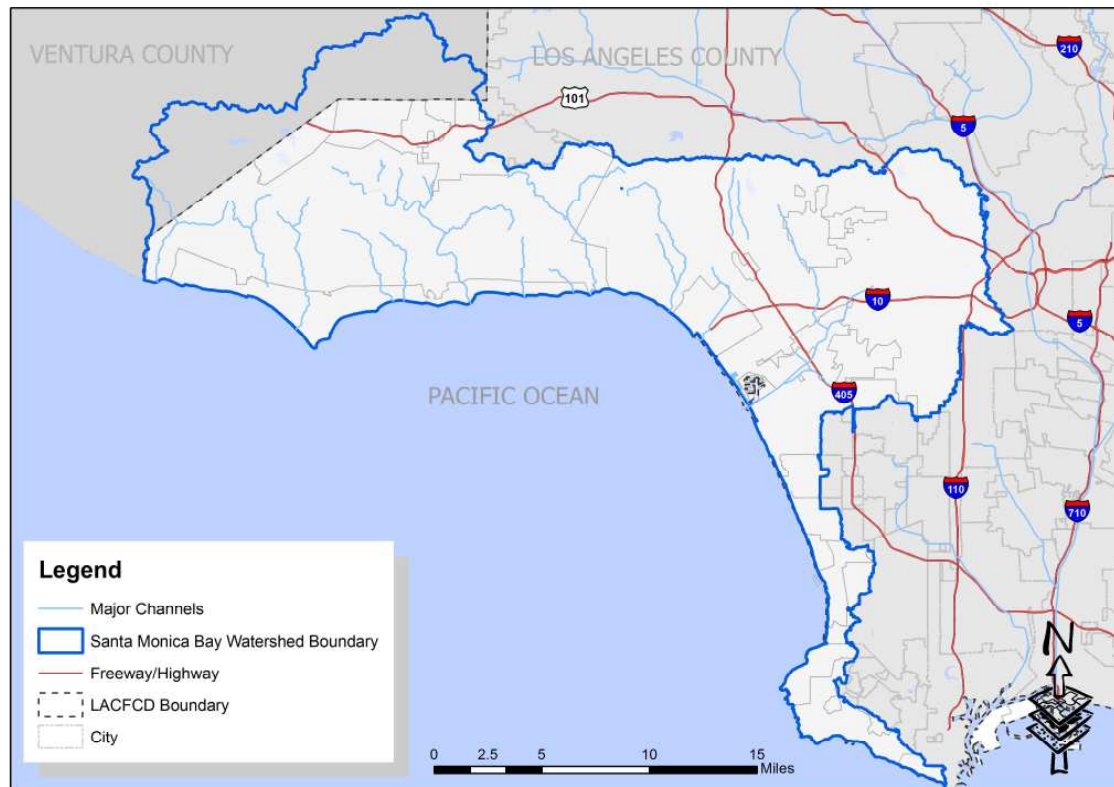 VENTURA COUNTY
LOS ANGELES COUNTY
210
101
5
10
5
PACIFIC OCEAN
405
110
710
Legend
Major Channels
Santa Monica Bay Watershed Boundary
Freeway/Highway
LACFCD Boundary
City
N
0 2.5 5 10 15
Miles